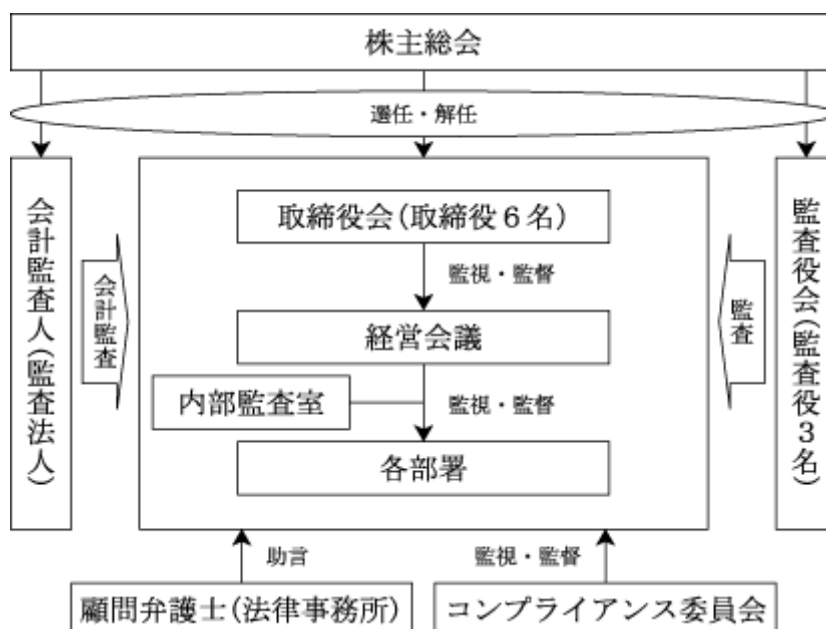 株主総会
選任・解任
会計監査人(監査法人)
会計監査
取締役会(取締役6名)
監視・監督
経営会議
内部監査室
監視・監督
各部署
監査
監査役会(監査役3名)
助言
監視・監督
顧問弁護士(法律事務所)
コンプライアンス委員会